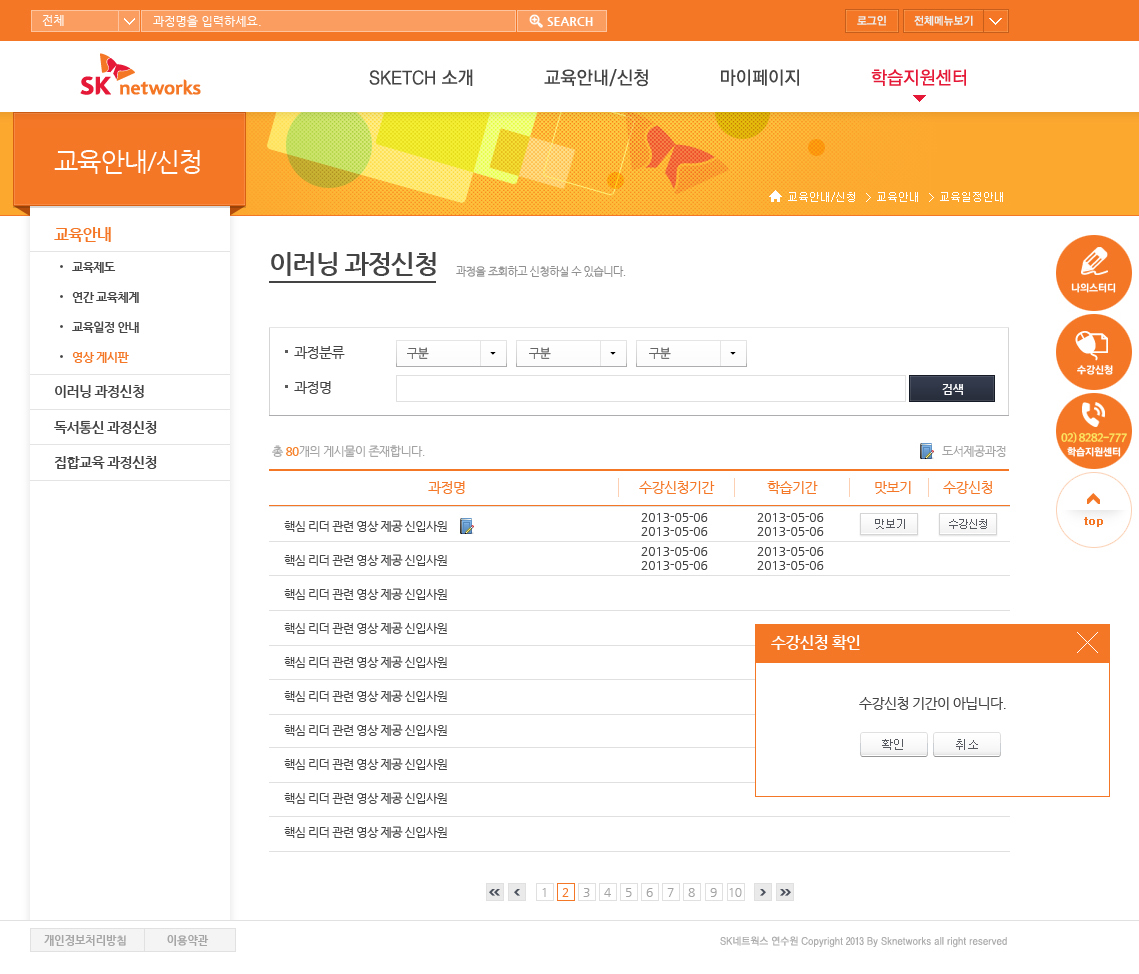 전체 과정명을 입력하세요. SEARCH 로그인 전체메뉴보기
SK networks SKETCH 소개 교육안내/신청 마이페이지 학습지원센터
교육안내/신청
교육안내/신청 > 교육안내 > 교육일정안내
교육안내
· 교육제도
· 연간 교육체계
· 교육일정 안내
· 영상 게시판
이러닝 과정신청
독서통신 과정신청
집합교육 과정신청
이러닝 과정신청 과정을 조회하고 신청하실 수 있습니다.
과정분류 구분 구분 구분
과정명 검색
총 80개의 게시물이 존재합니다. 도서제공과정
과정명 수강신청기간 학습기간 맛보기 수강신청
핵심 리더 관련 영상 제공 신입사원 2013-05-06 2013-05-06 맛보기 수강신청
2013-05-06 2013-05-06
핵심 리더 관련 영상 제공 신입사원 2013-05-06 2013-05-06
2013-05-06 2013-05-06
핵심 리더 관련 영상 제공 신입사원
핵심 리더 관련 영상 제공 신입사원
핵심 리더 관련 영상 제공 신입사원
핵심 리더 관련 영상 제공 신입사원
핵심 리더 관련 영상 제공 신입사원
핵심 리더 관련 영상 제공 신입사원
핵심 리더 관련 영상 제공 신입사원
핵심 리더 관련 영상 제공 신입사원
수강신청 확인
수강신청 기간이 아닙니다.
확인 취소
1 2 3 4 5 6 7 8 9 10
나의스터디
수강신청
02) 8282-777
학습지원센터
top
개인정보처리방침 이용약관
SK네트웍스 연수원 Copyright 2013 By Sknetworks all right reserved